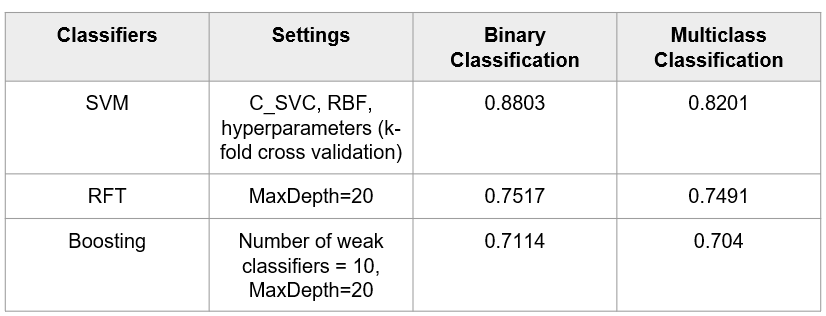 Classifiers
Settings
Binary
Classification
Multiclass
Classification
SVM
C_SVC, RBF,
hyperparameters (k-
fold cross validation)
0.8803
0.8201
RFT
MaxDepth=20
0.7517
0.7491
Boosting
Number of weak
classifiers = 10,
MaxDepth=20
0.7114
0.704